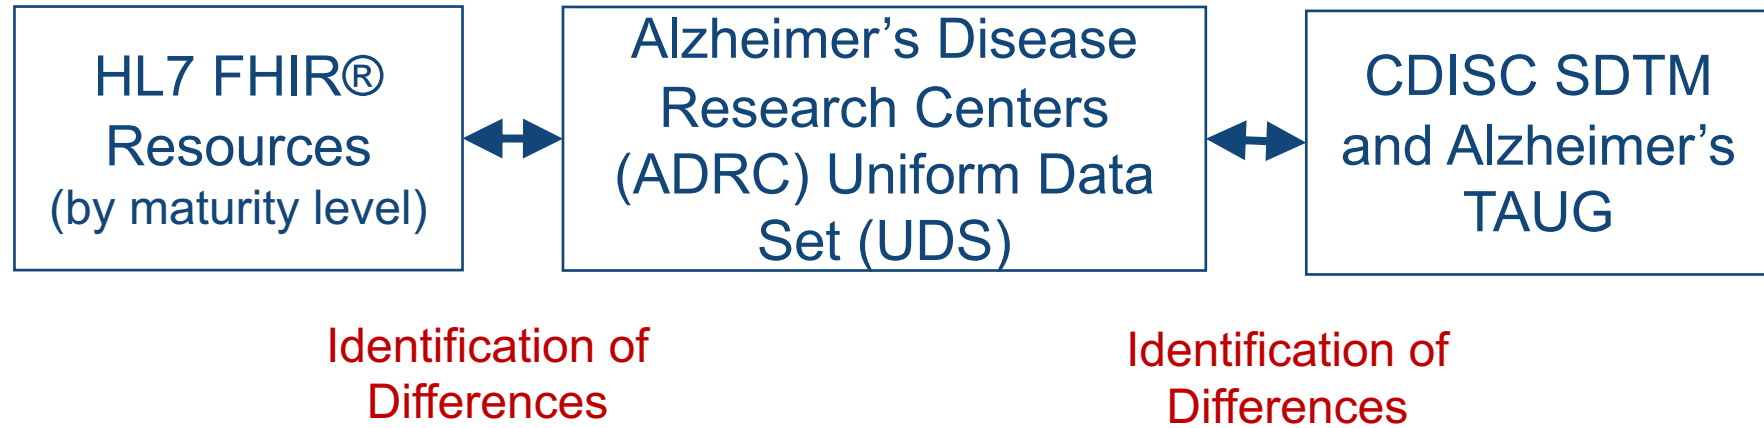 HL7 FHIR®
Resources
(by maturity level)
Alzheimer’s Disease
Research Centers
(ADRC) Uniform Data
Set (UDS)
CDISC SDTM
and Alzheimer’s
TAUG
Identification of
Differences
Identification of
Differences